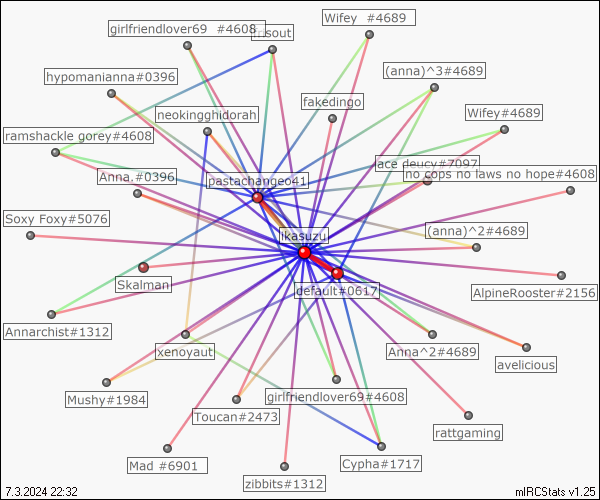 Wifey #4689
girlfriendlover69 #4608
frisout
(anna)^3#4689
hypomanianna#0396
fakedingo
Wifey#4689
neokingghidorah
ramshackle gorey#4608
ace deucy#7097
no cops no laws no hope#4608
Anna,#0396
pastachangeo41
Soxy Foxy#5076
(anna)^2#4689
ikasuzu
Skalman
default#0617
AlpineRooster#2156
Annarchist#1312
xenoyaut
Anna^2#4689
avelicious
Mushy#1984
girlfriendlover69#4608
Toucan#2473
rattgaming
Mad #6901
Cypha#1717
zibbits#1312
7.3.2024 22:32
mIRCStats v1.25